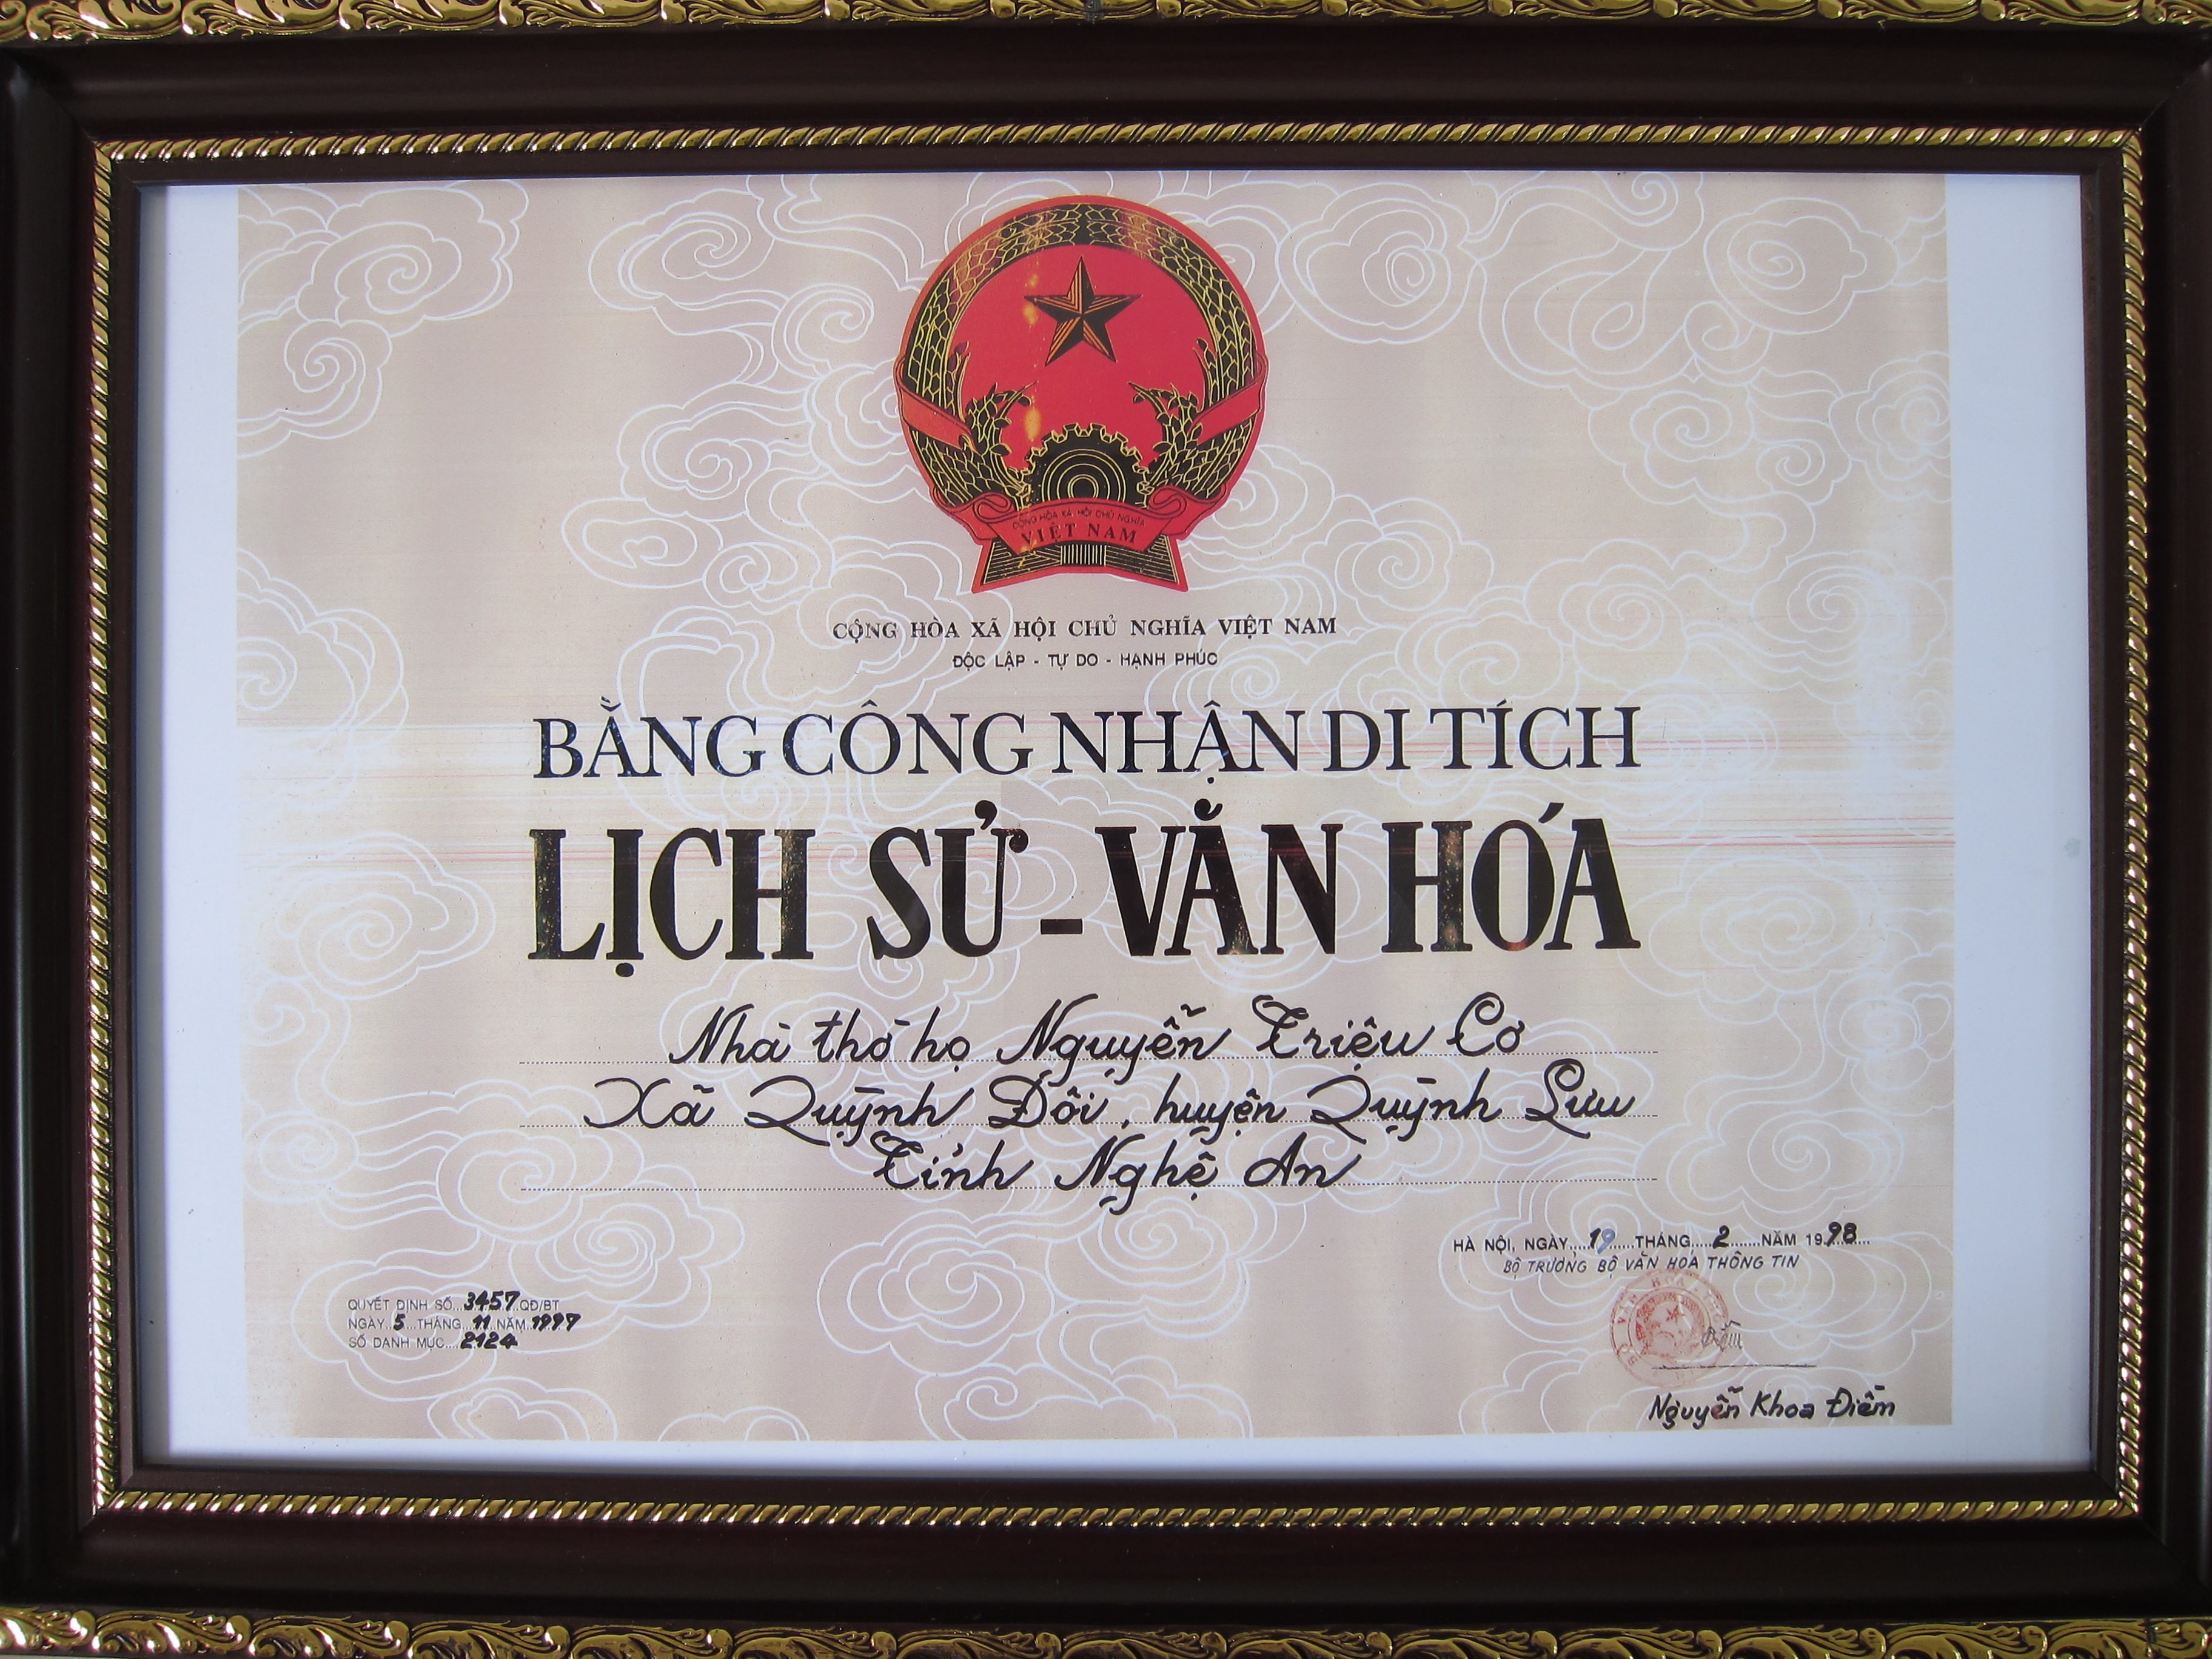 CỘNG HÒA XÃ HỘI CHỦ NGHĨA
VIỆT NAM
CỘNG HÒA XÃ HỘI CHỦ NGHĨA VIỆT NAM
ĐỘC LẬP - TỰ DO - HẠNH PHÚC
BẰNG CÔNG NHẬN DI TÍCH
LỊCH SỬ - VĂN HÓA
Nhà thờ họ Nguyễn Triệu Cơ
Xã Quỳnh Đôi, huyện Quỳnh Lưu
Tỉnh Nghệ An
HÀ NỘI, NGÀY 19 THÁNG 2 NĂM 1998
BỘ TRƯỞNG BỘ VĂN HOÁ THÔNG TIN
QUYẾT ĐỊNH SỐ 3457 QĐ/BT
NGÀY 5 THÁNG 11 NĂM 1997
SỐ DANH MỤC 2124
Nguyễn Khoa Điềm